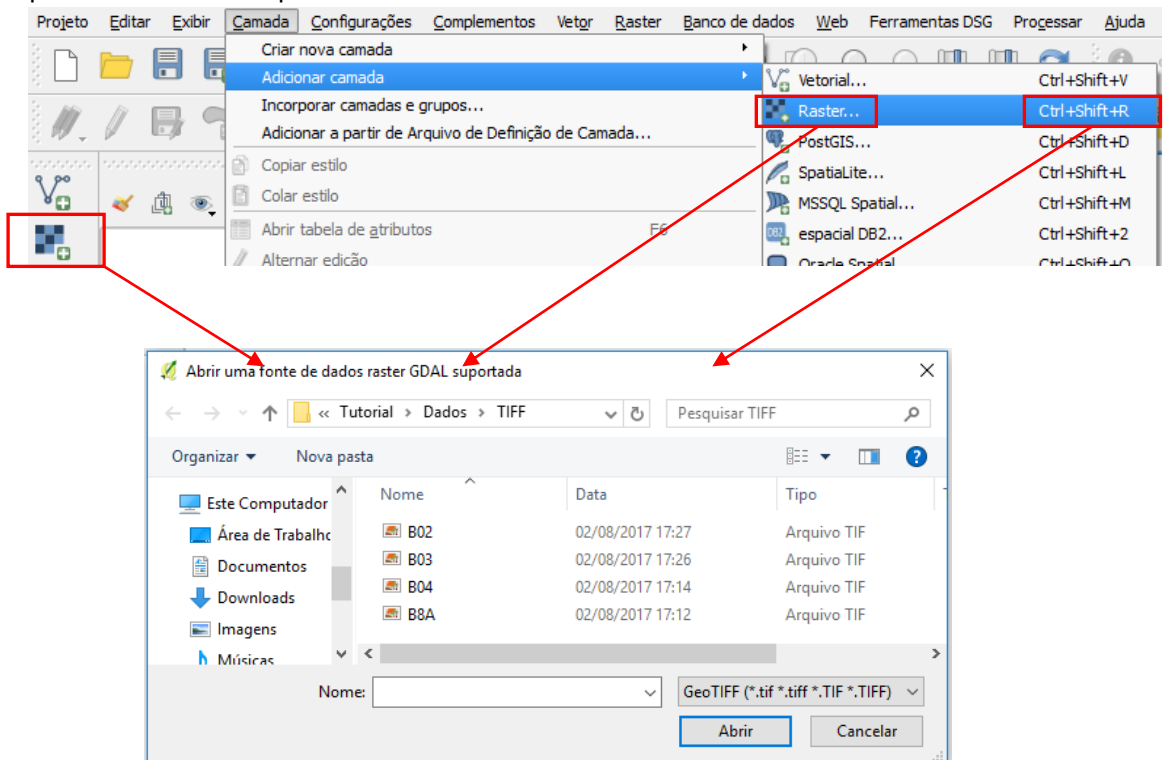 Projeto Editar Exibir Camada Configurações Complementos Vetor Raster Banco de dados Web Ferramentas DSG Processar Ajuda
Criar nova camada
Adicionar camada
Incorporar camadas e grupos...
Adicionar a partir de Arquivo de Definição de Camada...
Copiar estilo
Colar estilo
Abrir tabela de atributos F6
Alternar edição
Vetorial... Ctrl+Shift+V
Raster... Ctrl+Shift+R
PostGIS... Ctrl+Shift+D
SpatiaLite... Ctrl+Shift+L
MSSQL Spatial... Ctrl+Shift+M
DB2 espacial DB2... Ctrl+Shift+2
Oracle Spatial... Ctrl+Shift+O
Abrir uma fonte de dados raster GDAL suportada
« Tutorial > Dados > TIFF
Pesquisar TIFF
Organizar Nova pasta
Nome Data Tipo
Este Computador
Área de Trabalho
Documentos
Downloads
Imagens
Músicas
B02 02/08/2017 17:27 Arquivo TIF
B03 02/08/2017 17:26 Arquivo TIF
B04 02/08/2017 17:14 Arquivo TIF
B8A 02/08/2017 17:12 Arquivo TIF
Nome: GeoTIFF (*.tif *.tiff *.TIF *.TIFF)
Abrir Cancelar